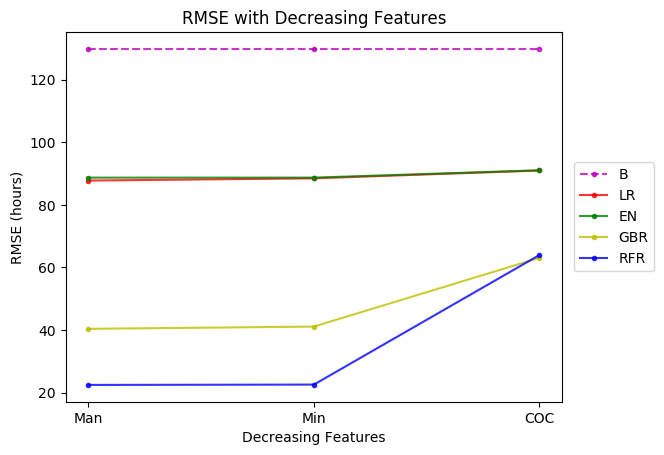 RMSE with Decreasing Features
RMSE (hours)
120
100
80
60
40
20
Man
Min
COC
Decreasing Features
B
LR
EN
GBR
RFR